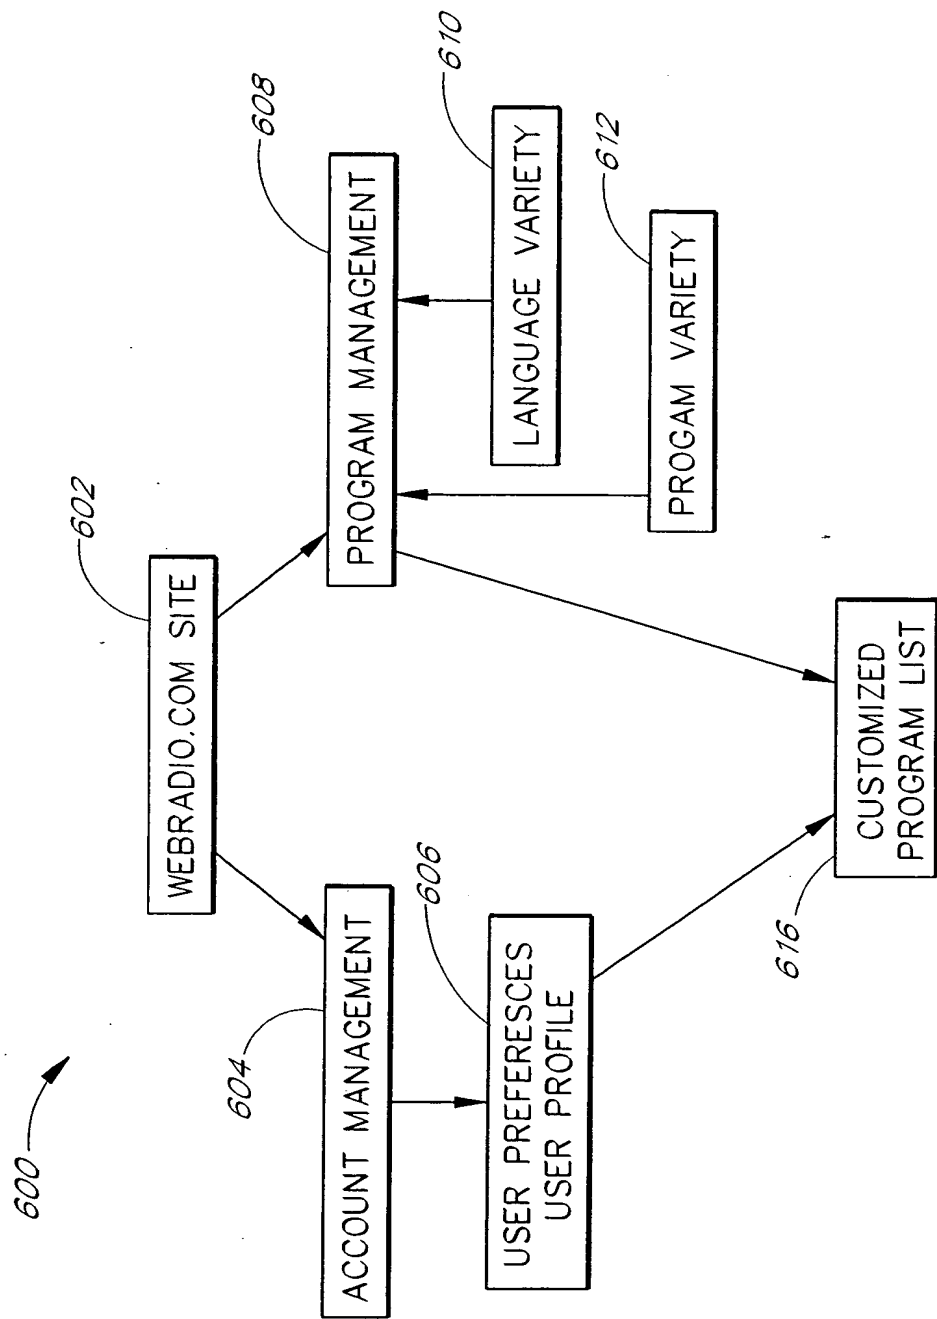 600
WEBRADIO.COM SITE
602
ACCOUNT MANAGEMENT
604
PROGRAM MANAGEMENT
608
USER PREFERESCES
USER PROFILE
606
LANGUAGE VARIETY
610
PROGAM VARIETY
612
CUSTOMIZED
PROGRAM LIST
616